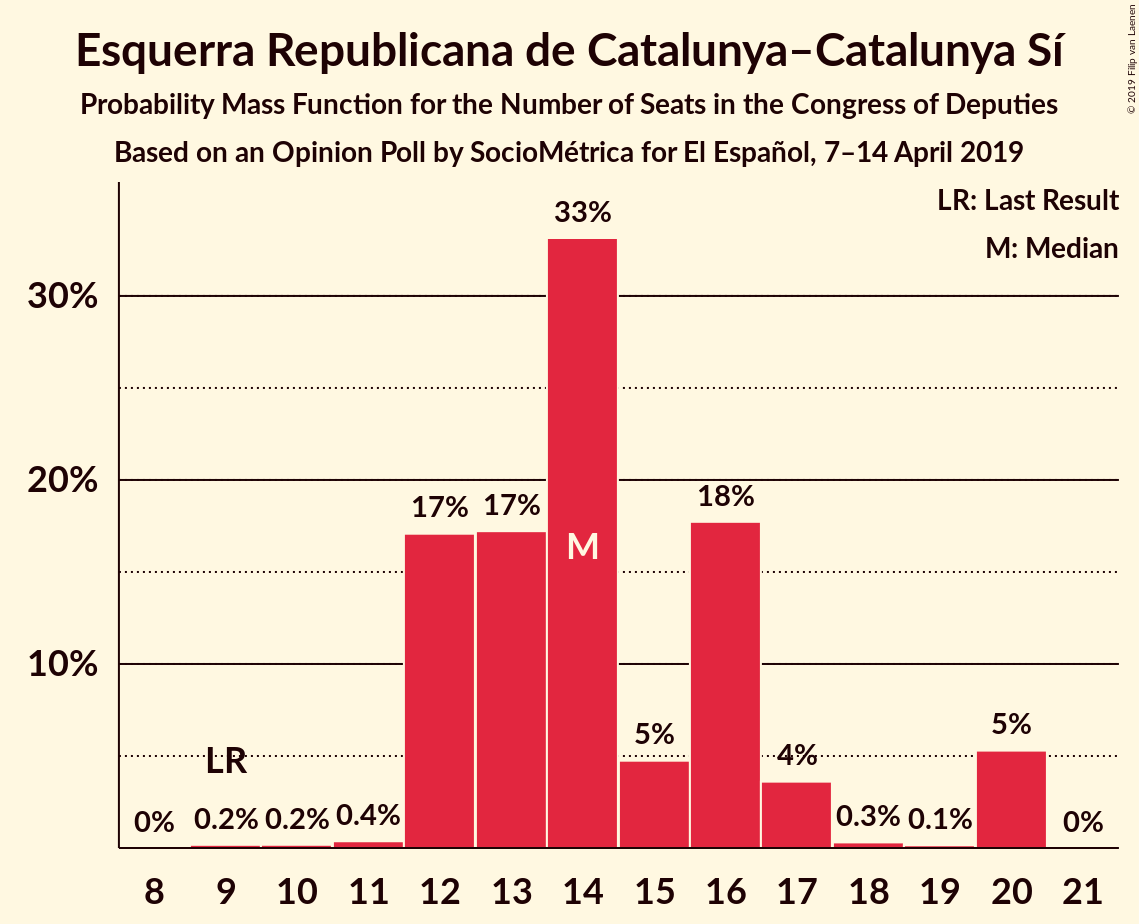 Esquerra Republicana de Catalunya–Catalunya Sí
Probability Mass Function for the Number of Seats in the Congress of Deputies
Based on an Opinion Poll by SocioMétrica for El Español, 7–14 April 2019
© 2019 Filip van Laenen
LR: Last Result
M: Median
33%
30%
20%
17% 17% 18%
M
10%
5% 4% 5%
LR
0% 0.2% 0.2% 0.4% 0.3% 0.1% 0%
8 9 10 11 12 13 14 15 16 17 18 19 20 21